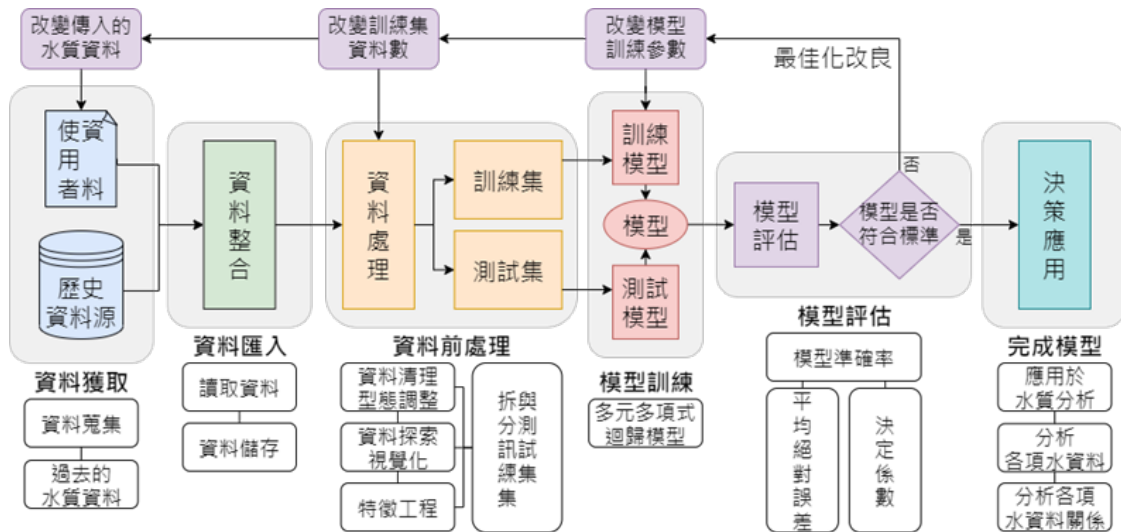 改變傳入的
水質資料
改變訓練集
資料數
改變模型
訓練參數
最佳化改良
使資
用
者料
歷史
資料源
資料整合
資料處理
訓練集
測試集
訓練
模型
模型
測試
模型
模型
評估
模型是否
符合標準
否
是
決策應用
資料獲取
資料蒐集
過去的
水質資料
資料匯入
讀取資料
資料儲存
資料前處理
資料清理
型態調整
資料探索
視覺化
特徵工程
拆與
分測
訊試
練集
集
模型訓練
多元多項式
迴歸模型
模型評估
模型準確率
平均絕對誤差
決定係數
完成模型
應用於
水質分析
分析
各項水資料
分析各項
水資料關係